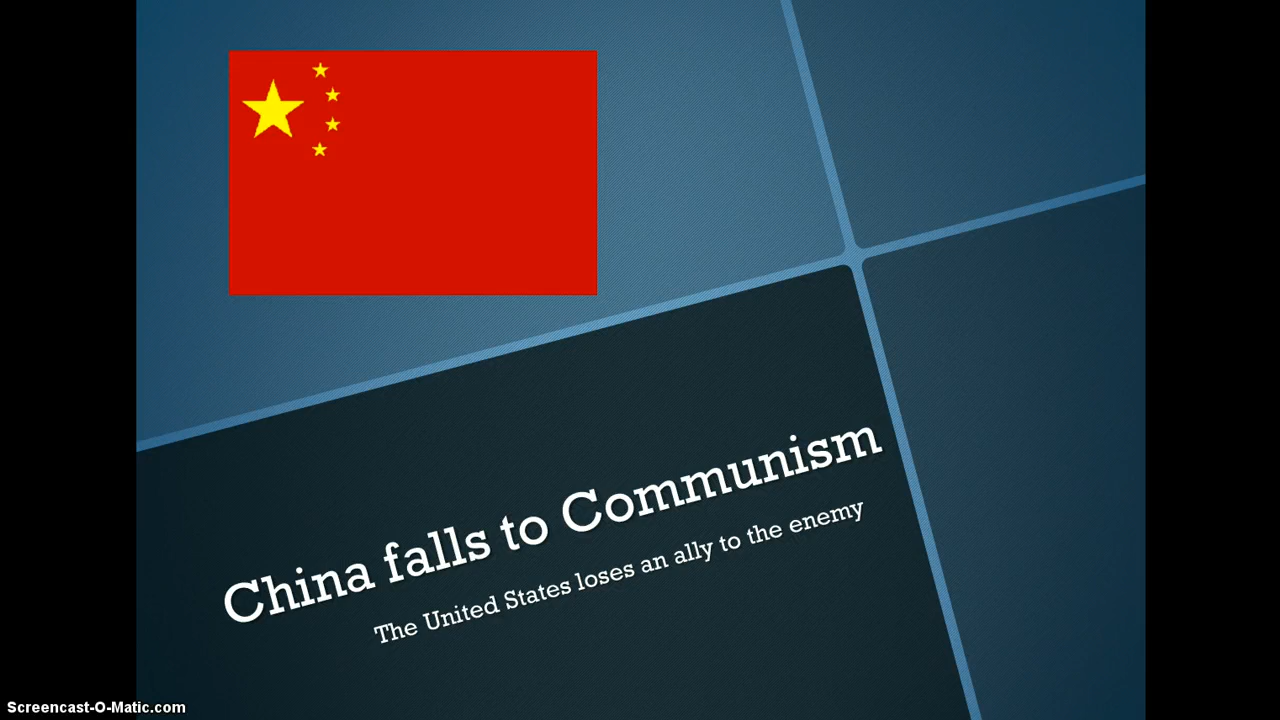 China falls to Communism
The United States loses an ally to the enemy
Screencast-O-Matic.com